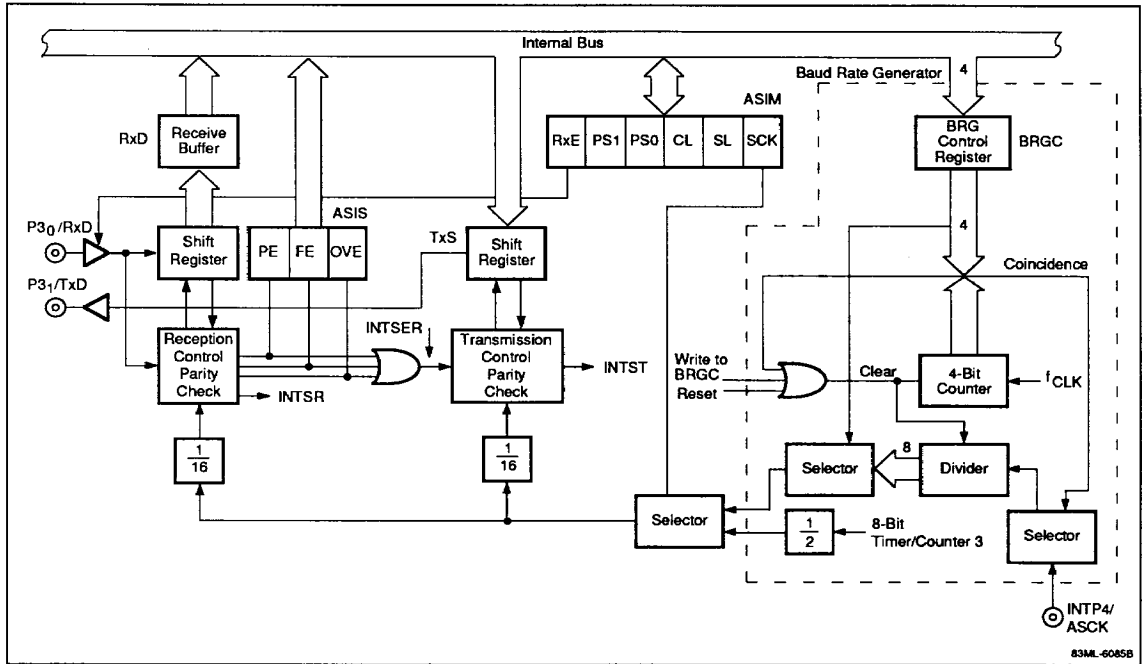 Internal Bus
Baud Rate Generator
4
ASIM
RxD
Receive
Buffer
RxE PS1 PS0 CL SL SCK
BRG
Control
Register
BRGC
P3₀/RxD
Shift
Register
ASIS
PE FE OVE
TxS
Shift
Register
4
Coincidence
P3₁/TxD
Reception
Control
Parity
Check
INTSR
INTSER
Transmission
Control
Parity
Check
INTST
Write to
BRGC
Reset
Clear
4-Bit
Counter
fCLK
1
16
1
16
Selector
8
Divider
Selector
1
2
8-Bit
Timer/Counter 3
Selector
INTP4/
ASCK
83ML-6085B